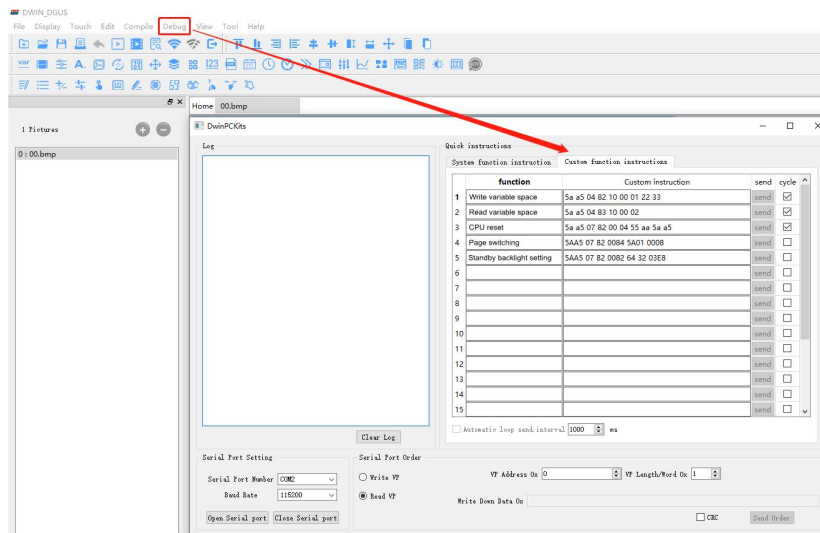 DWIN_DGUS
File Display Touch Edit Compile Debug View Tool Help
Home 00.bmp
1 Pictures
0 : 00.bmp
DwinPCKits
Log
Quick instructions
System function instruction Custom function instructions
function Custom instruction send cycle
1 Write variable space 5a a5 04 82 10 00 01 22 33 send
2 Read variable space 5a a5 04 83 10 00 02 send
3 CPU reset 5a a5 07 82 00 04 55 aa 5a a5 send
4 Page switching 5AA5 07 82 0084 5A01 0008 send
5 Standby backlight setting 5AA5 07 82 0082 64 32 03E8 send
6 send
7 send
8 send
9 send
10 send
11 send
12 send
13 send
14 send
15 send
Automatic loop send, interval 1000 ms
Clear Log
Serial Port Setting
Serial Port Number COM2
Baud Rate 115200
Open Serial port Close Serial port
Serial Port Order
Write VP
Read VP
VP Address 0x 0 VP Length/Word 0x 1
Write Down Data 0x
CRC Send Order